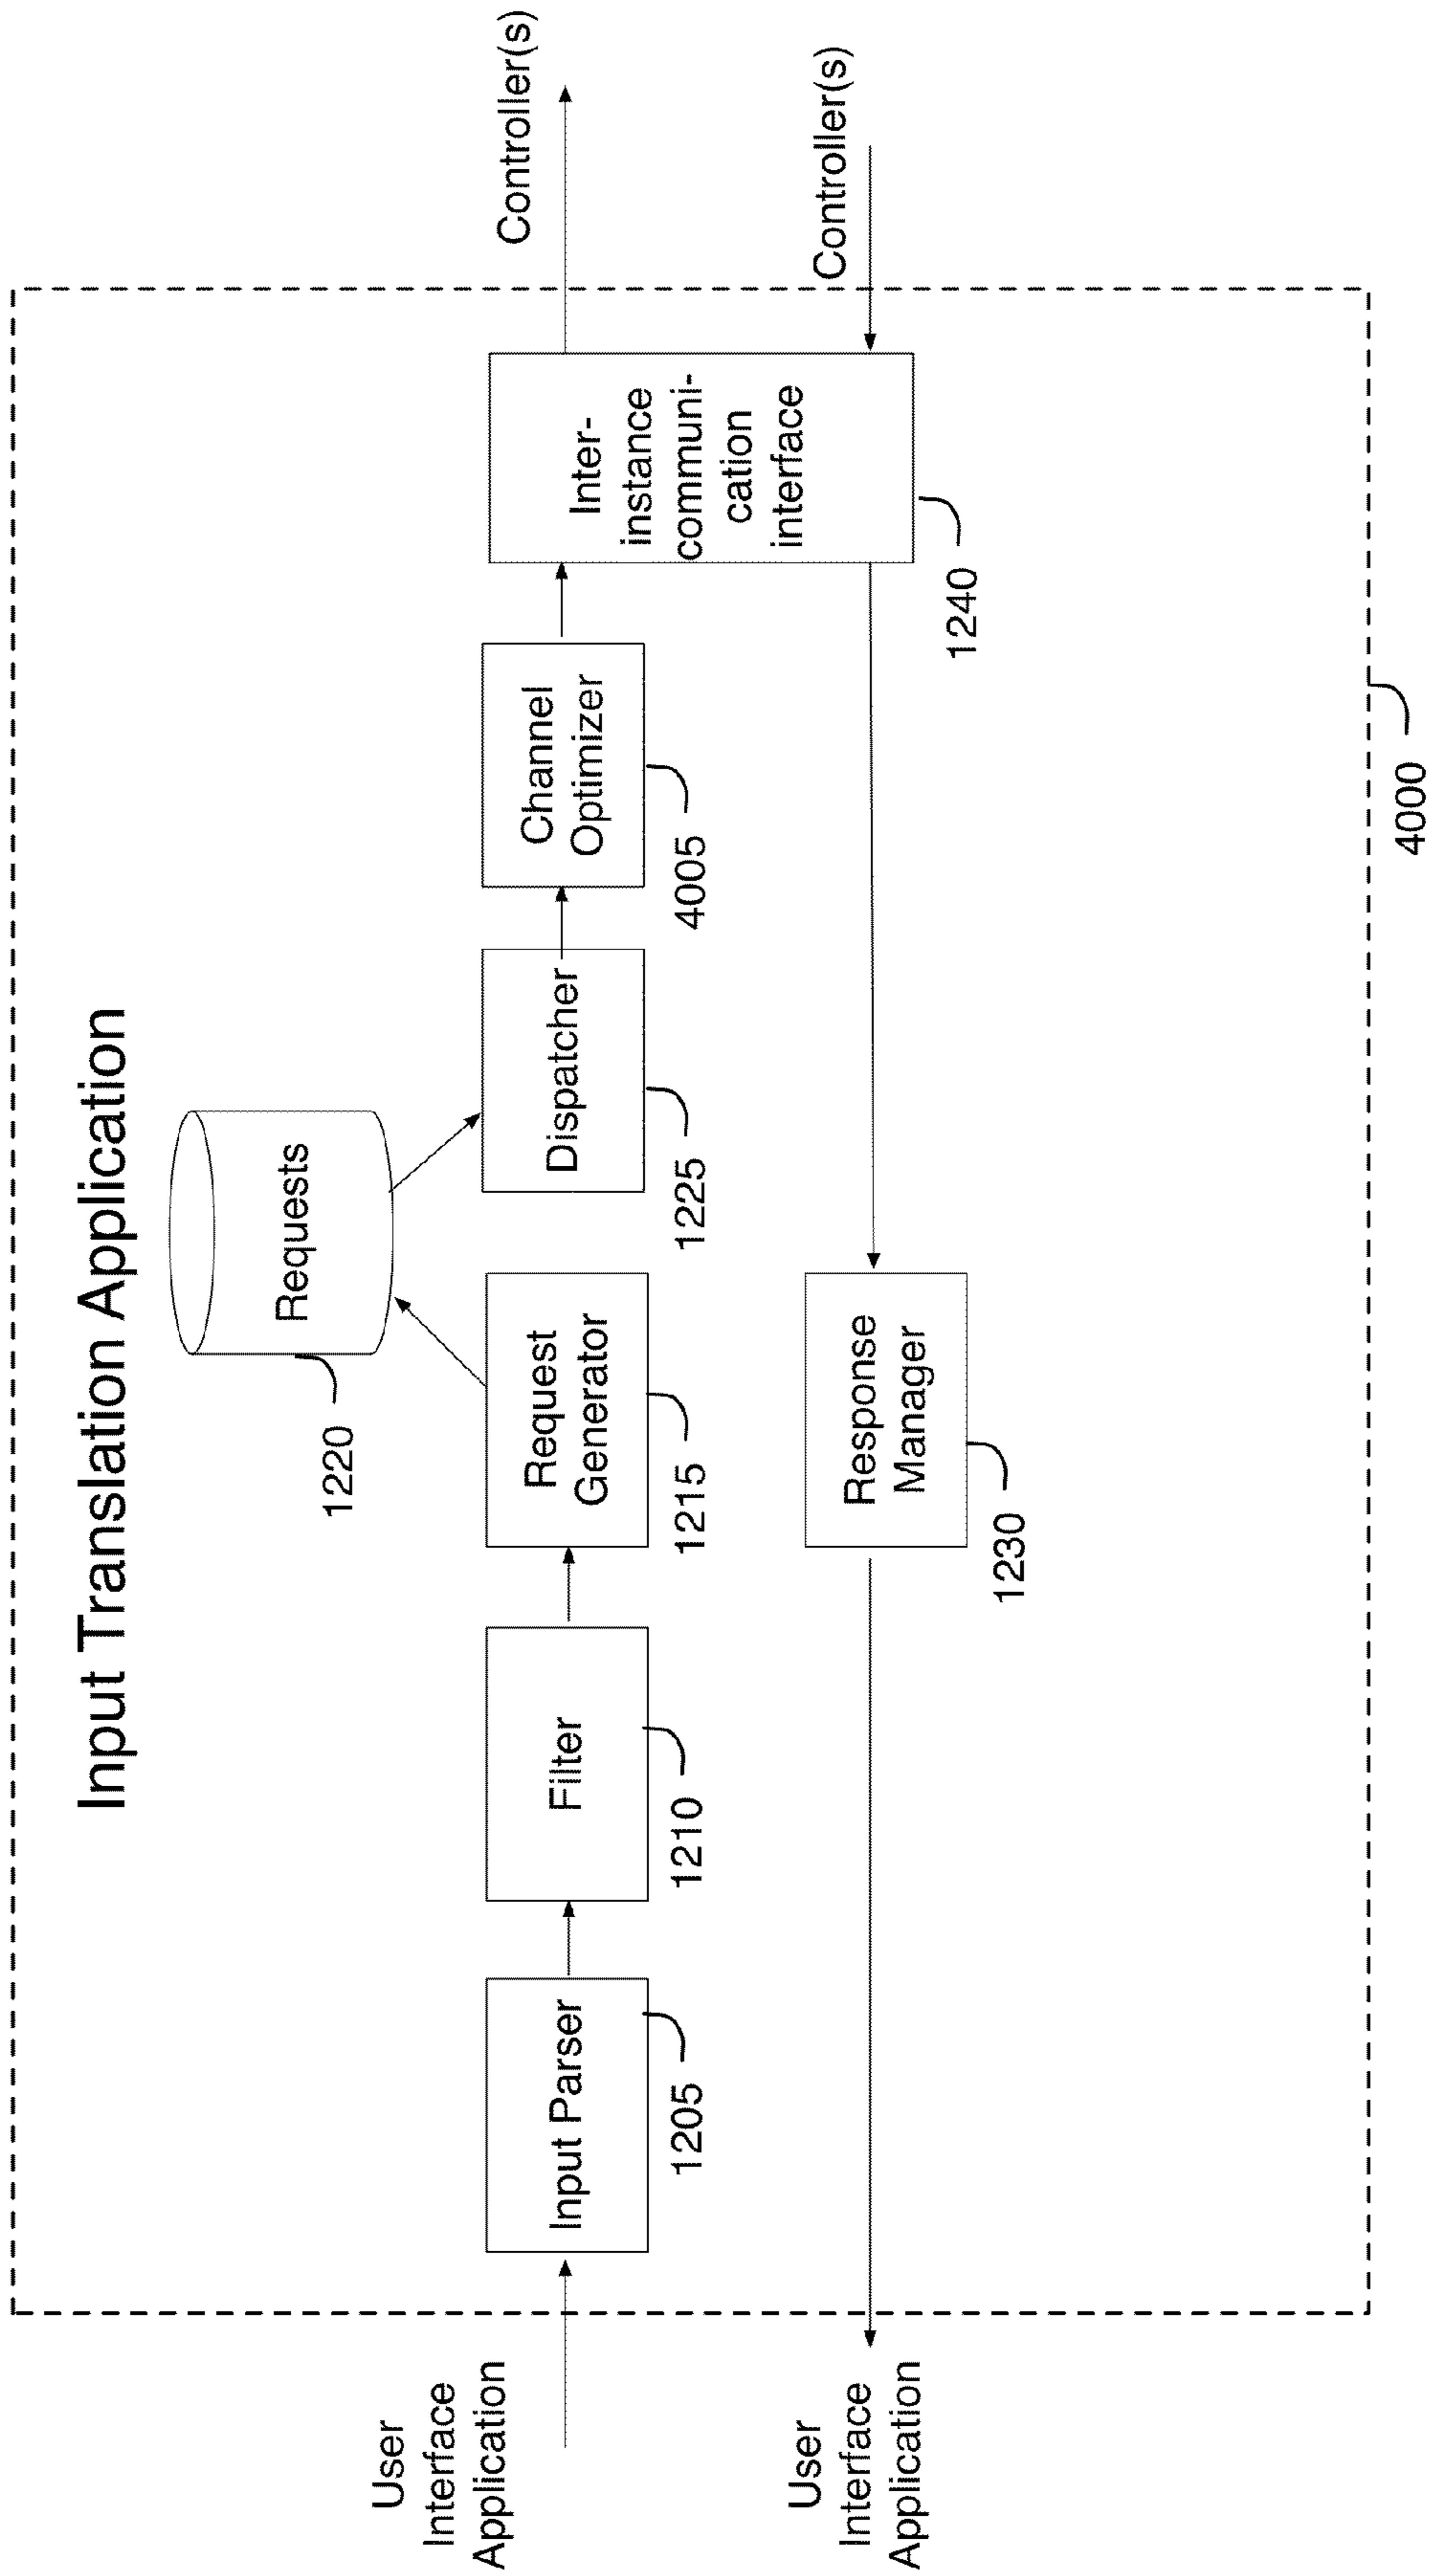 Input Translation Application
Requests
1220
User
Interface
Application
Input Parser
1205
Filter
1210
Request
Generator
1215
Dispatcher
1225
Channel
Optimizer
4005
Inter-
instance
communi-
cation
interface
1240
Controller(s)
Controller(s)
Response
Manager
1230
User
Interface
Application
4000